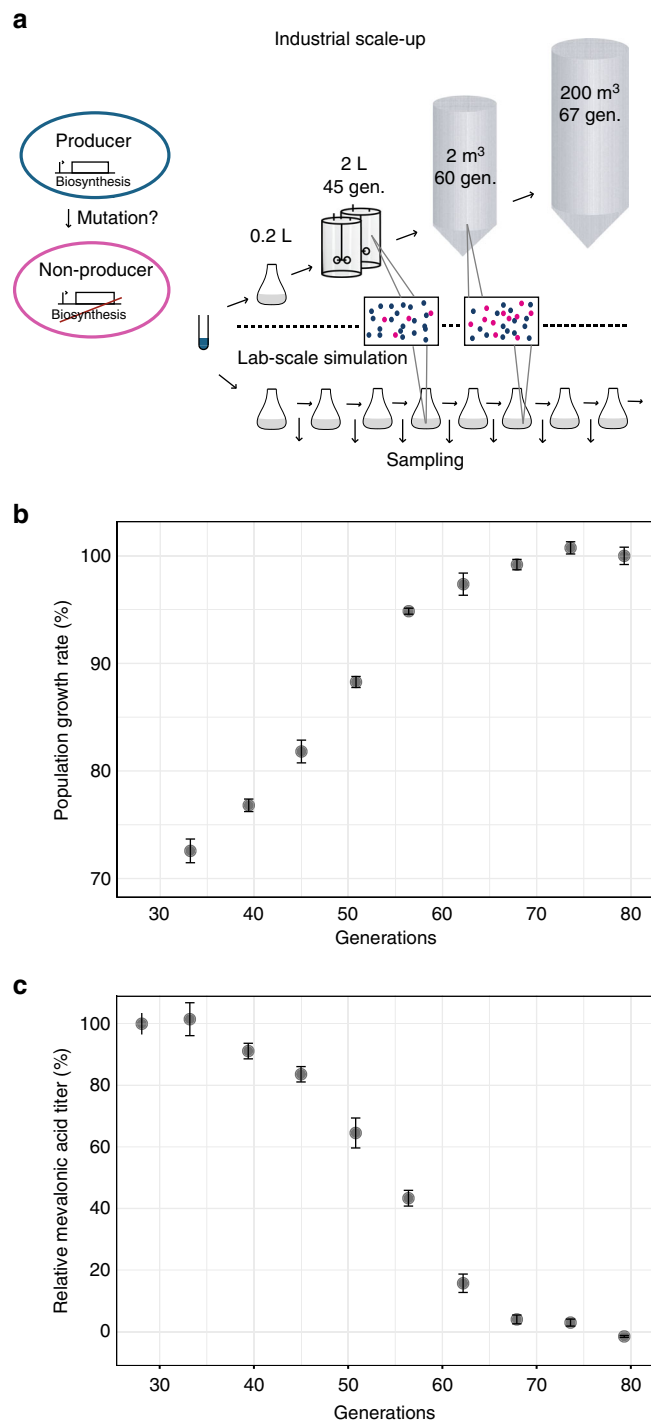 a
Industrial scale-up
Producer
Biosynthesis
Mutation?
Non-producer
Biosynthesis
0.2 L
2 L
45 gen.
2 m³
60 gen.
200 m³
67 gen.
Lab-scale simulation
Sampling
b
Population growth rate (%)
100
90
80
70
30 40 50 60 70 80
Generations
c
Relative mevalonic acid titer (%)
100
80
60
40
20
0
30 40 50 60 70 80
Generations